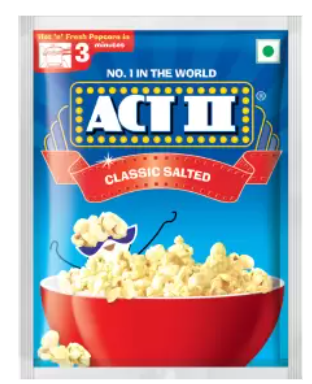 Hot 'n' Fresh Popcorn in
3 minutes
NO. 1 IN THE WORLD
ACT II
®
CLASSIC SALTED